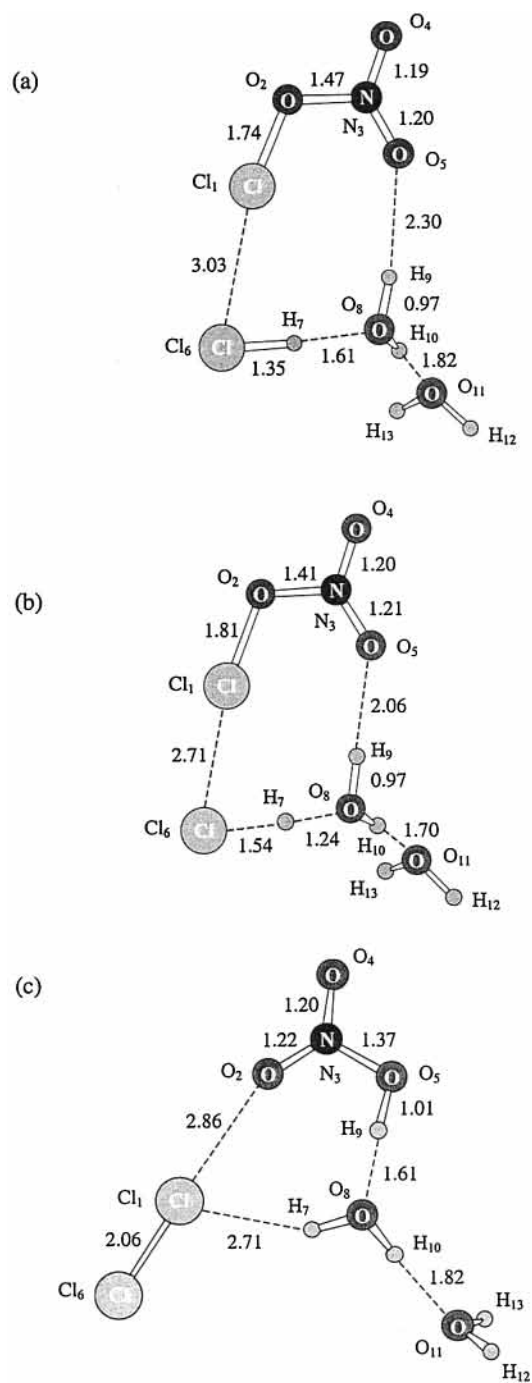 (a)
O₄
O
O₂ 1.47 N 1.19
O N₃ 1.20
1.74 O
Cl₁ Cl O₅
2.30
3.03 H₉
O₈ 0.97
Cl₆ Cl H₇ O H₁₀
1.35 1.61 1.82
O O₁₁
H₁₃ H₁₂
(b)
O₄
O
O₂ 1.41 N 1.20
O N₃ 1.21
1.81 O O₅
Cl₁ Cl
2.06
2.71 H₉
H₇ O₈ 0.97
Cl₆ Cl O 1.70
1.54 1.24 H₁₀
O O₁₁
H₁₃ H₁₂
(c)
O₄
O
1.20
1.22 N 1.37
O₂ O N₃ O O₅
1.01
2.86 H₉
O₈ 1.61
Cl₁ Cl H₇ O
2.06 2.71 H₁₀
Cl₆ Cl 1.82
H₁₃
O
O₁₁ H₁₂